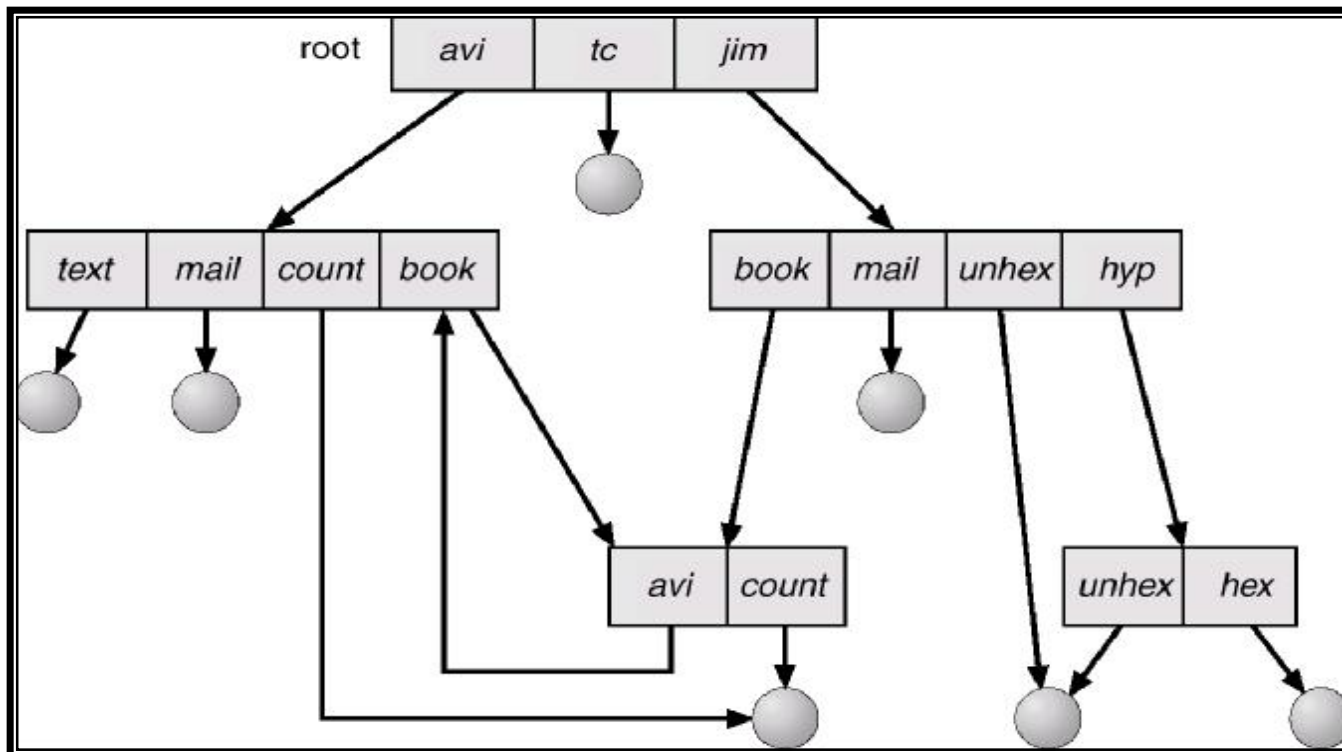 root avi tc jim
text mail count book book mail unhex hyp
avi count unhex hex